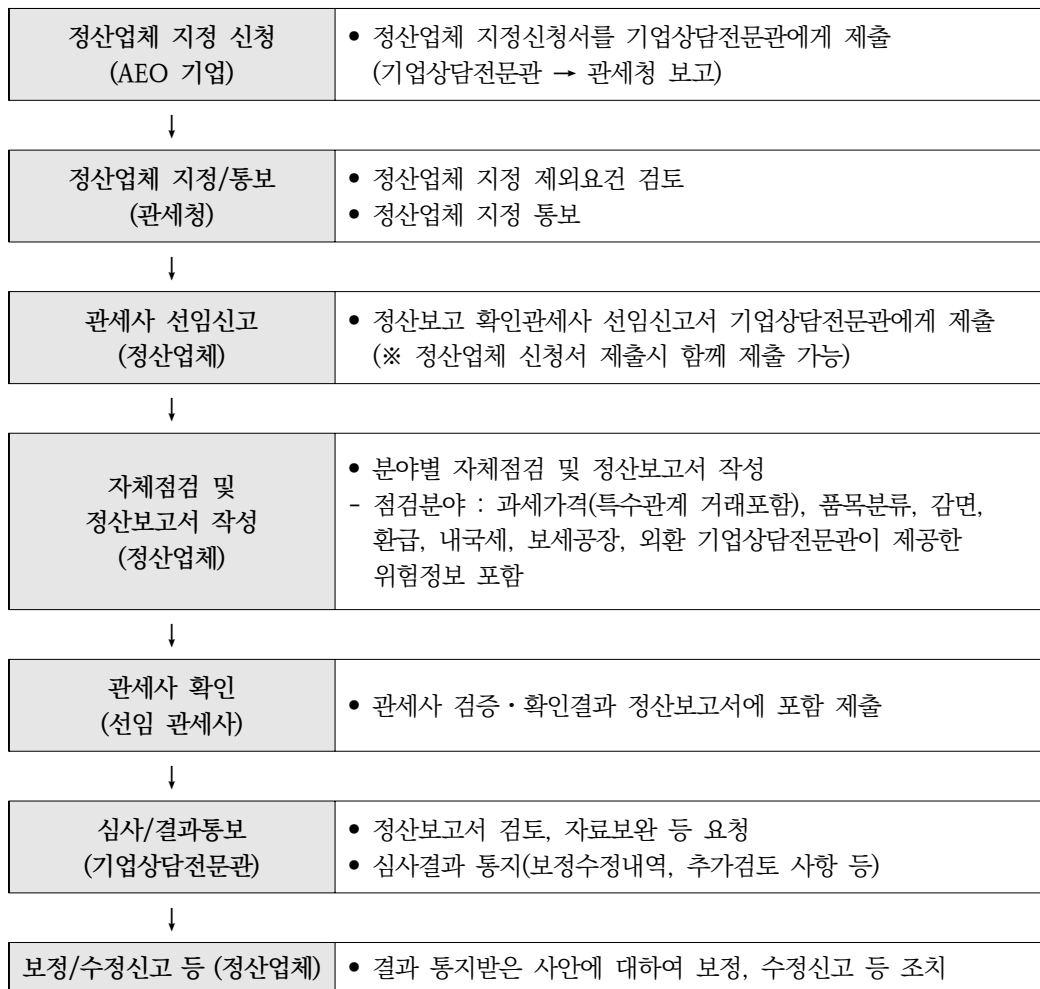 정산업체 지정 신청
(AEO 기업)
• 정산업체 지정신청서를 기업상담전문관에게 제출
(기업상담전문관 → 관세청 보고)
↓
정산업체 지정/통보
(관세청)
• 정산업체 지정 제외요건 검토
• 정산업체 지정 통보
↓
관세사 선임신고
(정산업체)
• 정산보고 확인관세사 선임신고서 기업상담전문관에게 제출
(※ 정산업체 신청서 제출시 함께 제출 가능)
↓
자체점검 및
정산보고서 작성
(정산업체)
• 분야별 자체점검 및 정산보고서 작성
- 점검분야 : 과세가격(특수관계 거래포함), 품목분류, 감면,
환급, 내국세, 보세공장, 외환 기업상담전문관이 제공한
위험정보 포함
↓
관세사 확인
(선임 관세사)
• 관세사 검증・확인결과 정산보고서에 포함 제출
↓
심사/결과통보
(기업상담전문관)
• 정산보고서 검토, 자료보완 등 요청
• 심사결과 통지(보정수정내역, 추가검토 사항 등)
↓
보정/수정신고 등 (정산업체)
• 결과 통지받은 사안에 대하여 보정, 수정신고 등 조치